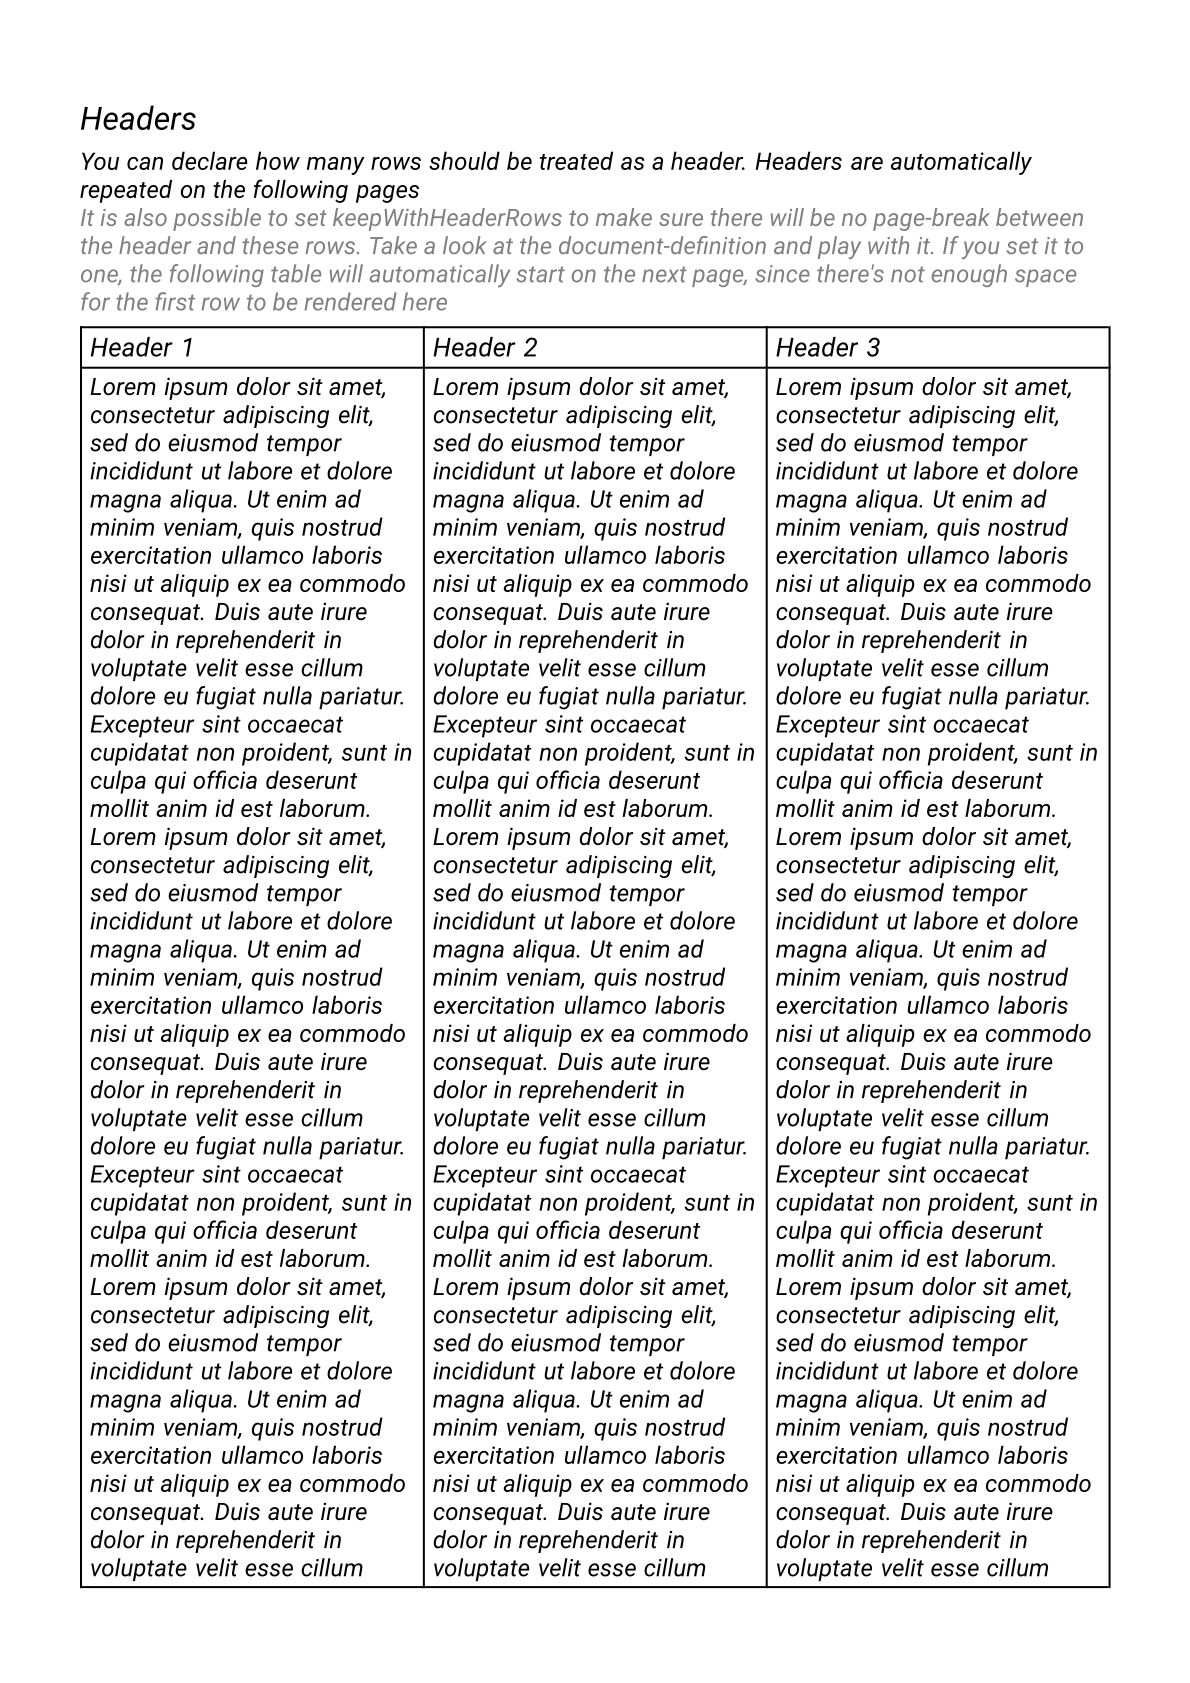 Headers
You can declare how many rows should be treated as a header. Headers are automatically
repeated on the following pages
It is also possible to set keepWithHeaderRows to make sure there will be no page-break between
the header and these rows. Take a look at the document-definition and play with it. If you set it to
one, the following table will automatically start on the next page, since there's not enough space
for the first row to be rendered here
Header 1 Header 2 Header 3
Lorem ipsum dolor sit amet, Lorem ipsum dolor sit amet, Lorem ipsum dolor sit amet,
consectetur adipiscing elit, consectetur adipiscing elit, consectetur adipiscing elit,
sed do eiusmod tempor sed do eiusmod tempor sed do eiusmod tempor
incididunt ut labore et dolore incididunt ut labore et dolore incididunt ut labore et dolore
magna aliqua. Ut enim ad magna aliqua. Ut enim ad magna aliqua. Ut enim ad
minim veniam, quis nostrud minim veniam, quis nostrud minim veniam, quis nostrud
exercitation ullamco laboris exercitation ullamco laboris exercitation ullamco laboris
nisi ut aliquip ex ea commodo nisi ut aliquip ex ea commodo nisi ut aliquip ex ea commodo
consequat. Duis aute irure consequat. Duis aute irure consequat. Duis aute irure
dolor in reprehenderit in dolor in reprehenderit in dolor in reprehenderit in
voluptate velit esse cillum voluptate velit esse cillum voluptate velit esse cillum
dolore eu fugiat nulla pariatur. dolore eu fugiat nulla pariatur. dolore eu fugiat nulla pariatur.
Excepteur sint occaecat Excepteur sint occaecat Excepteur sint occaecat
cupidatat non proident, sunt in cupidatat non proident, sunt in cupidatat non proident, sunt in
culpa qui officia deserunt culpa qui officia deserunt culpa qui officia deserunt
mollit anim id est laborum. mollit anim id est laborum. mollit anim id est laborum.
Lorem ipsum dolor sit amet, Lorem ipsum dolor sit amet, Lorem ipsum dolor sit amet,
consectetur adipiscing elit, consectetur adipiscing elit, consectetur adipiscing elit,
sed do eiusmod tempor sed do eiusmod tempor sed do eiusmod tempor
incididunt ut labore et dolore incididunt ut labore et dolore incididunt ut labore et dolore
magna aliqua. Ut enim ad magna aliqua. Ut enim ad magna aliqua. Ut enim ad
minim veniam, quis nostrud minim veniam, quis nostrud minim veniam, quis nostrud
exercitation ullamco laboris exercitation ullamco laboris exercitation ullamco laboris
nisi ut aliquip ex ea commodo nisi ut aliquip ex ea commodo nisi ut aliquip ex ea commodo
consequat. Duis aute irure consequat. Duis aute irure consequat. Duis aute irure
dolor in reprehenderit in dolor in reprehenderit in dolor in reprehenderit in
voluptate velit esse cillum voluptate velit esse cillum voluptate velit esse cillum
dolore eu fugiat nulla pariatur. dolore eu fugiat nulla pariatur. dolore eu fugiat nulla pariatur.
Excepteur sint occaecat Excepteur sint occaecat Excepteur sint occaecat
cupidatat non proident, sunt in cupidatat non proident, sunt in cupidatat non proident, sunt in
culpa qui officia deserunt culpa qui officia deserunt culpa qui officia deserunt
mollit anim id est laborum. mollit anim id est laborum. mollit anim id est laborum.
Lorem ipsum dolor sit amet, Lorem ipsum dolor sit amet, Lorem ipsum dolor sit amet,
consectetur adipiscing elit, consectetur adipiscing elit, consectetur adipiscing elit,
sed do eiusmod tempor sed do eiusmod tempor sed do eiusmod tempor
incididunt ut labore et dolore incididunt ut labore et dolore incididunt ut labore et dolore
magna aliqua. Ut enim ad magna aliqua. Ut enim ad magna aliqua. Ut enim ad
minim veniam, quis nostrud minim veniam, quis nostrud minim veniam, quis nostrud
exercitation ullamco laboris exercitation ullamco laboris exercitation ullamco laboris
nisi ut aliquip ex ea commodo nisi ut aliquip ex ea commodo nisi ut aliquip ex ea commodo
consequat. Duis aute irure consequat. Duis aute irure consequat. Duis aute irure
dolor in reprehenderit in dolor in reprehenderit in dolor in reprehenderit in
voluptate velit esse cillum voluptate velit esse cillum voluptate velit esse cillum